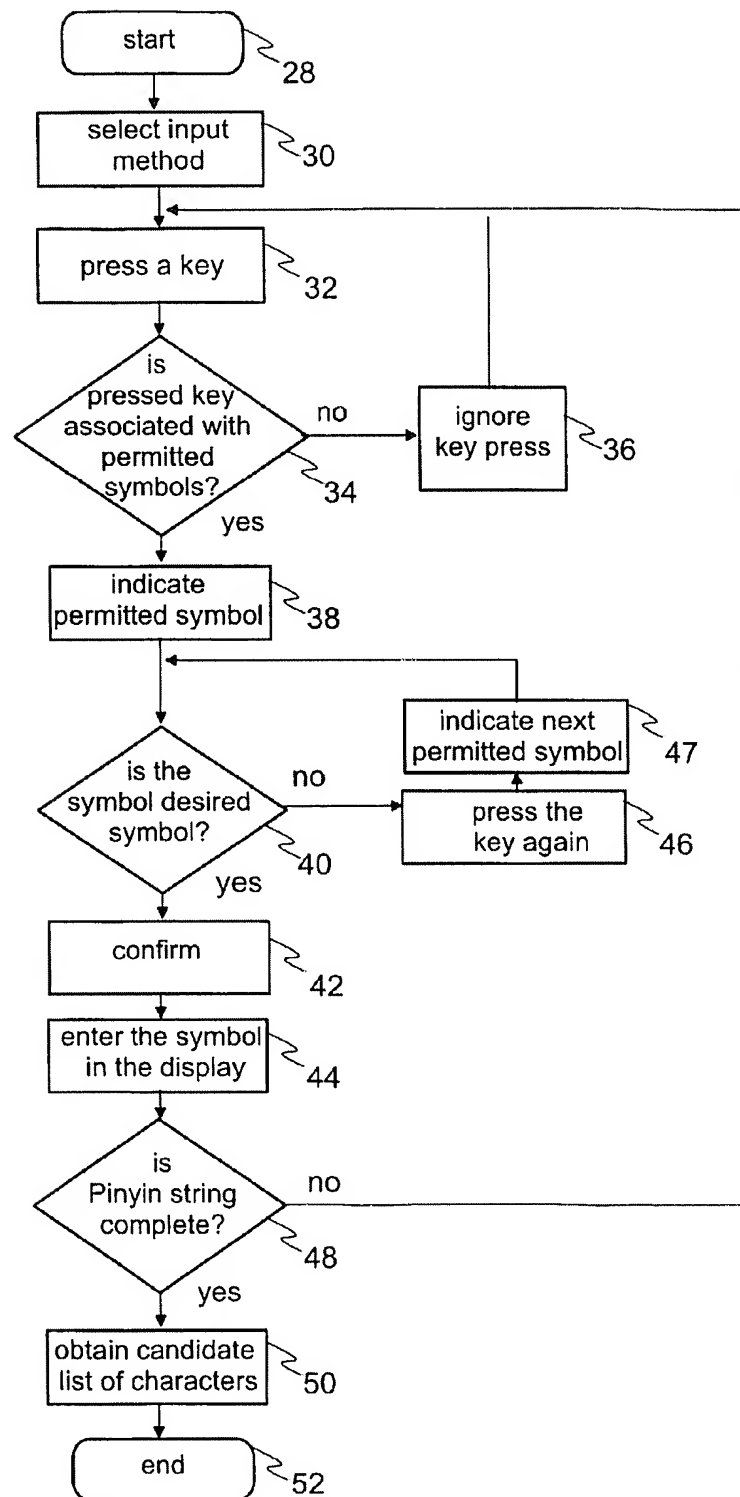 start
28
select input
method
30
press a key
32
is
pressed key
associated with
permitted
symbols?
34
no
ignore
key press
36
yes
indicate
permitted symbol
38
indicate next
permitted symbol
47
is the
symbol desired
symbol?
40
no
press the
key again
46
yes
confirm
42
enter the symbol
in the display
44
is
Pinyin string
complete?
48
no
yes
obtain candidate
list of characters
50
end
52